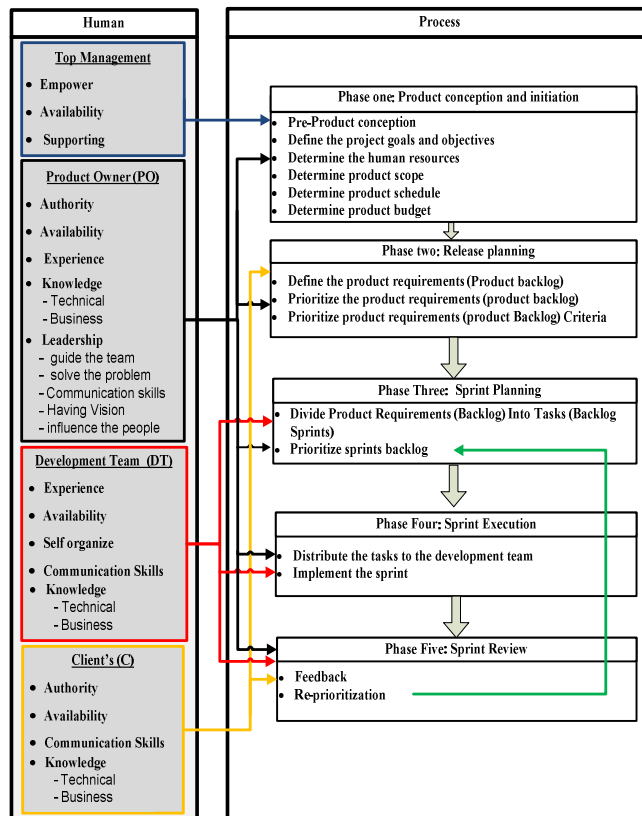 Human
Top Management
• Empower
• Availability
• Supporting
Product Owner (PO)
• Authority
• Availability
• Experience
• Knowledge
- Technical
- Business
• Leadership
- guide the team
- solve the problem
- Communication skills
- Having Vision
- influence the people
Development Team (DT)
• Experience
• Availability
• Self organize
• Communication Skills
• Knowledge
- Technical
- Business
Client's (C)
• Authority
• Availability
• Communication Skills
• Knowledge
- Technical
- Business
Process
Phase one: Product conception and initiation
• Pre-Product conception
• Define the project goals and objectives
• Determine the human resources
• Determine product scope
• Determine product schedule
• Determine product budget
Phase two: Release planning
• Define the product requirements (Product backlog)
• Prioritize the product requirements (product backlog)
• Prioritize product requirements (product Backlog) Criteria
Phase Three: Sprint Planning
• Divide Product Requirements (Backlog) Into Tasks (Backlog
Sprints)
• Prioritize sprints backlog
Phase Four: Sprint Execution
• Distribute the tasks to the development team
• Implement the sprint
Phase Five: Sprint Review
• Feedback
• Re-prioritization